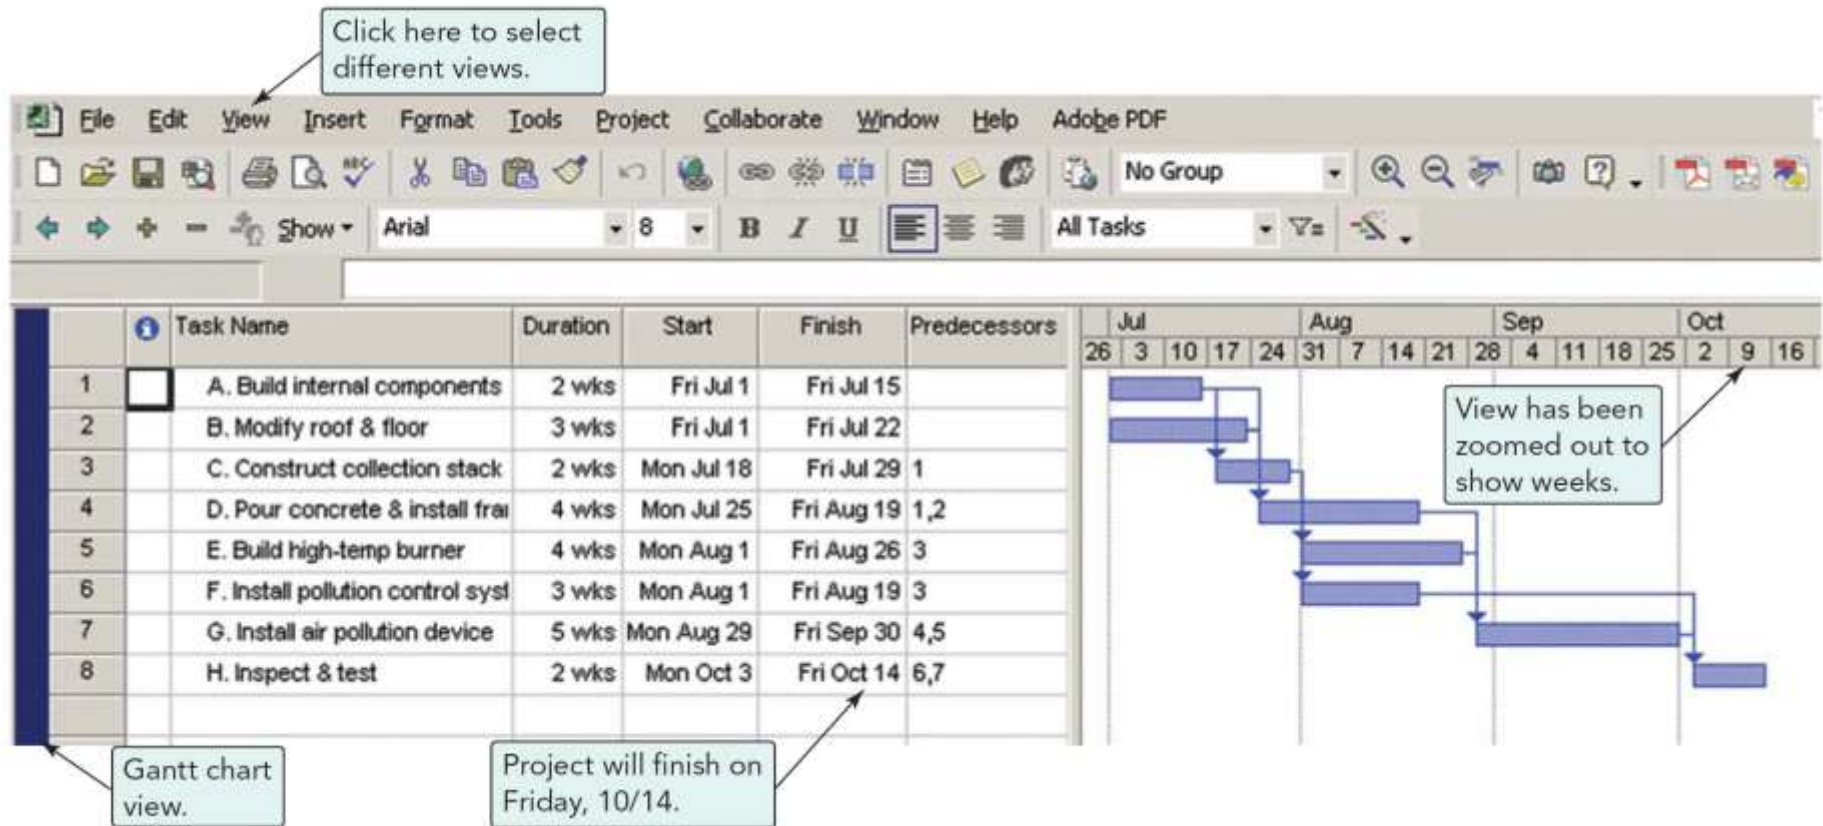 Click here to select
different views.
File Edit View Insert Format Tools Project Collaborate Window Help Adobe PDF
ABC No Group
Show Arial 8 B I U All Tasks
Task Name Duration Start Finish Predecessors Jul Aug Sep Oct
26 3 10 17 24 31 7 14 21 28 4 11 18 25 2 9 16
1 A. Build internal components 2 wks Fri Jul 1 Fri Jul 15
2 B. Modify roof & floor 3 wks Fri Jul 1 Fri Jul 22
3 C. Construct collection stack 2 wks Mon Jul 18 Fri Jul 29 1
4 D. Pour concrete & install frai 4 wks Mon Jul 25 Fri Aug 19 1,2
5 E. Build high-temp burner 4 wks Mon Aug 1 Fri Aug 26 3
6 F. Install pollution control syst 3 wks Mon Aug 1 Fri Aug 19 3
7 G. Install air pollution device 5 wks Mon Aug 29 Fri Sep 30 4,5
8 H. Inspect & test 2 wks Mon Oct 3 Fri Oct 14 6,7
View has been
zoomed out to
show weeks.
Gantt chart
view.
Project will finish on
Friday, 10/14.